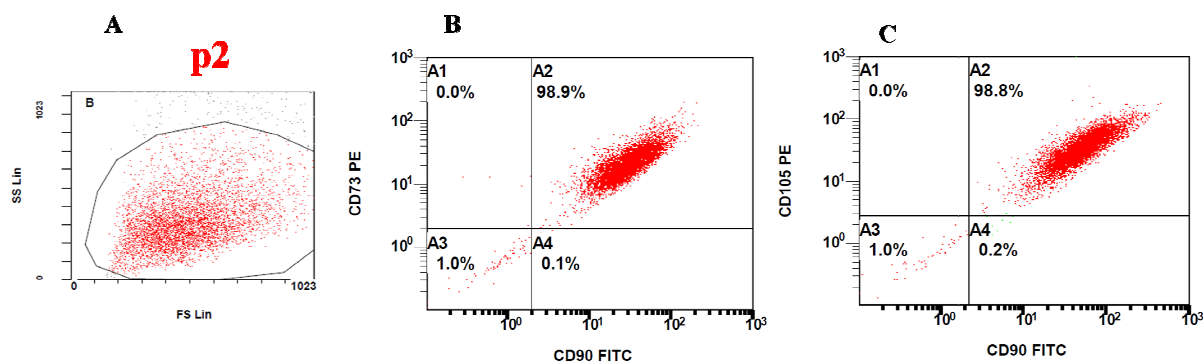 A
p2
B
1023
SS Lin
0
0
1023
FS Lin
B
10³
A1
A2
0.0%
98.9%
10²
CD73 PE
10¹
10⁰
A3
A4
1.0%
0.1%
10⁰
10¹
10²
10³
CD90 FITC
C
10³
A1
A2
0.0%
98.8%
10²
CD105 PE
10¹
10⁰
A3
A4
1.0%
0.2%
10⁰
10¹
10²
10³
CD90 FITC